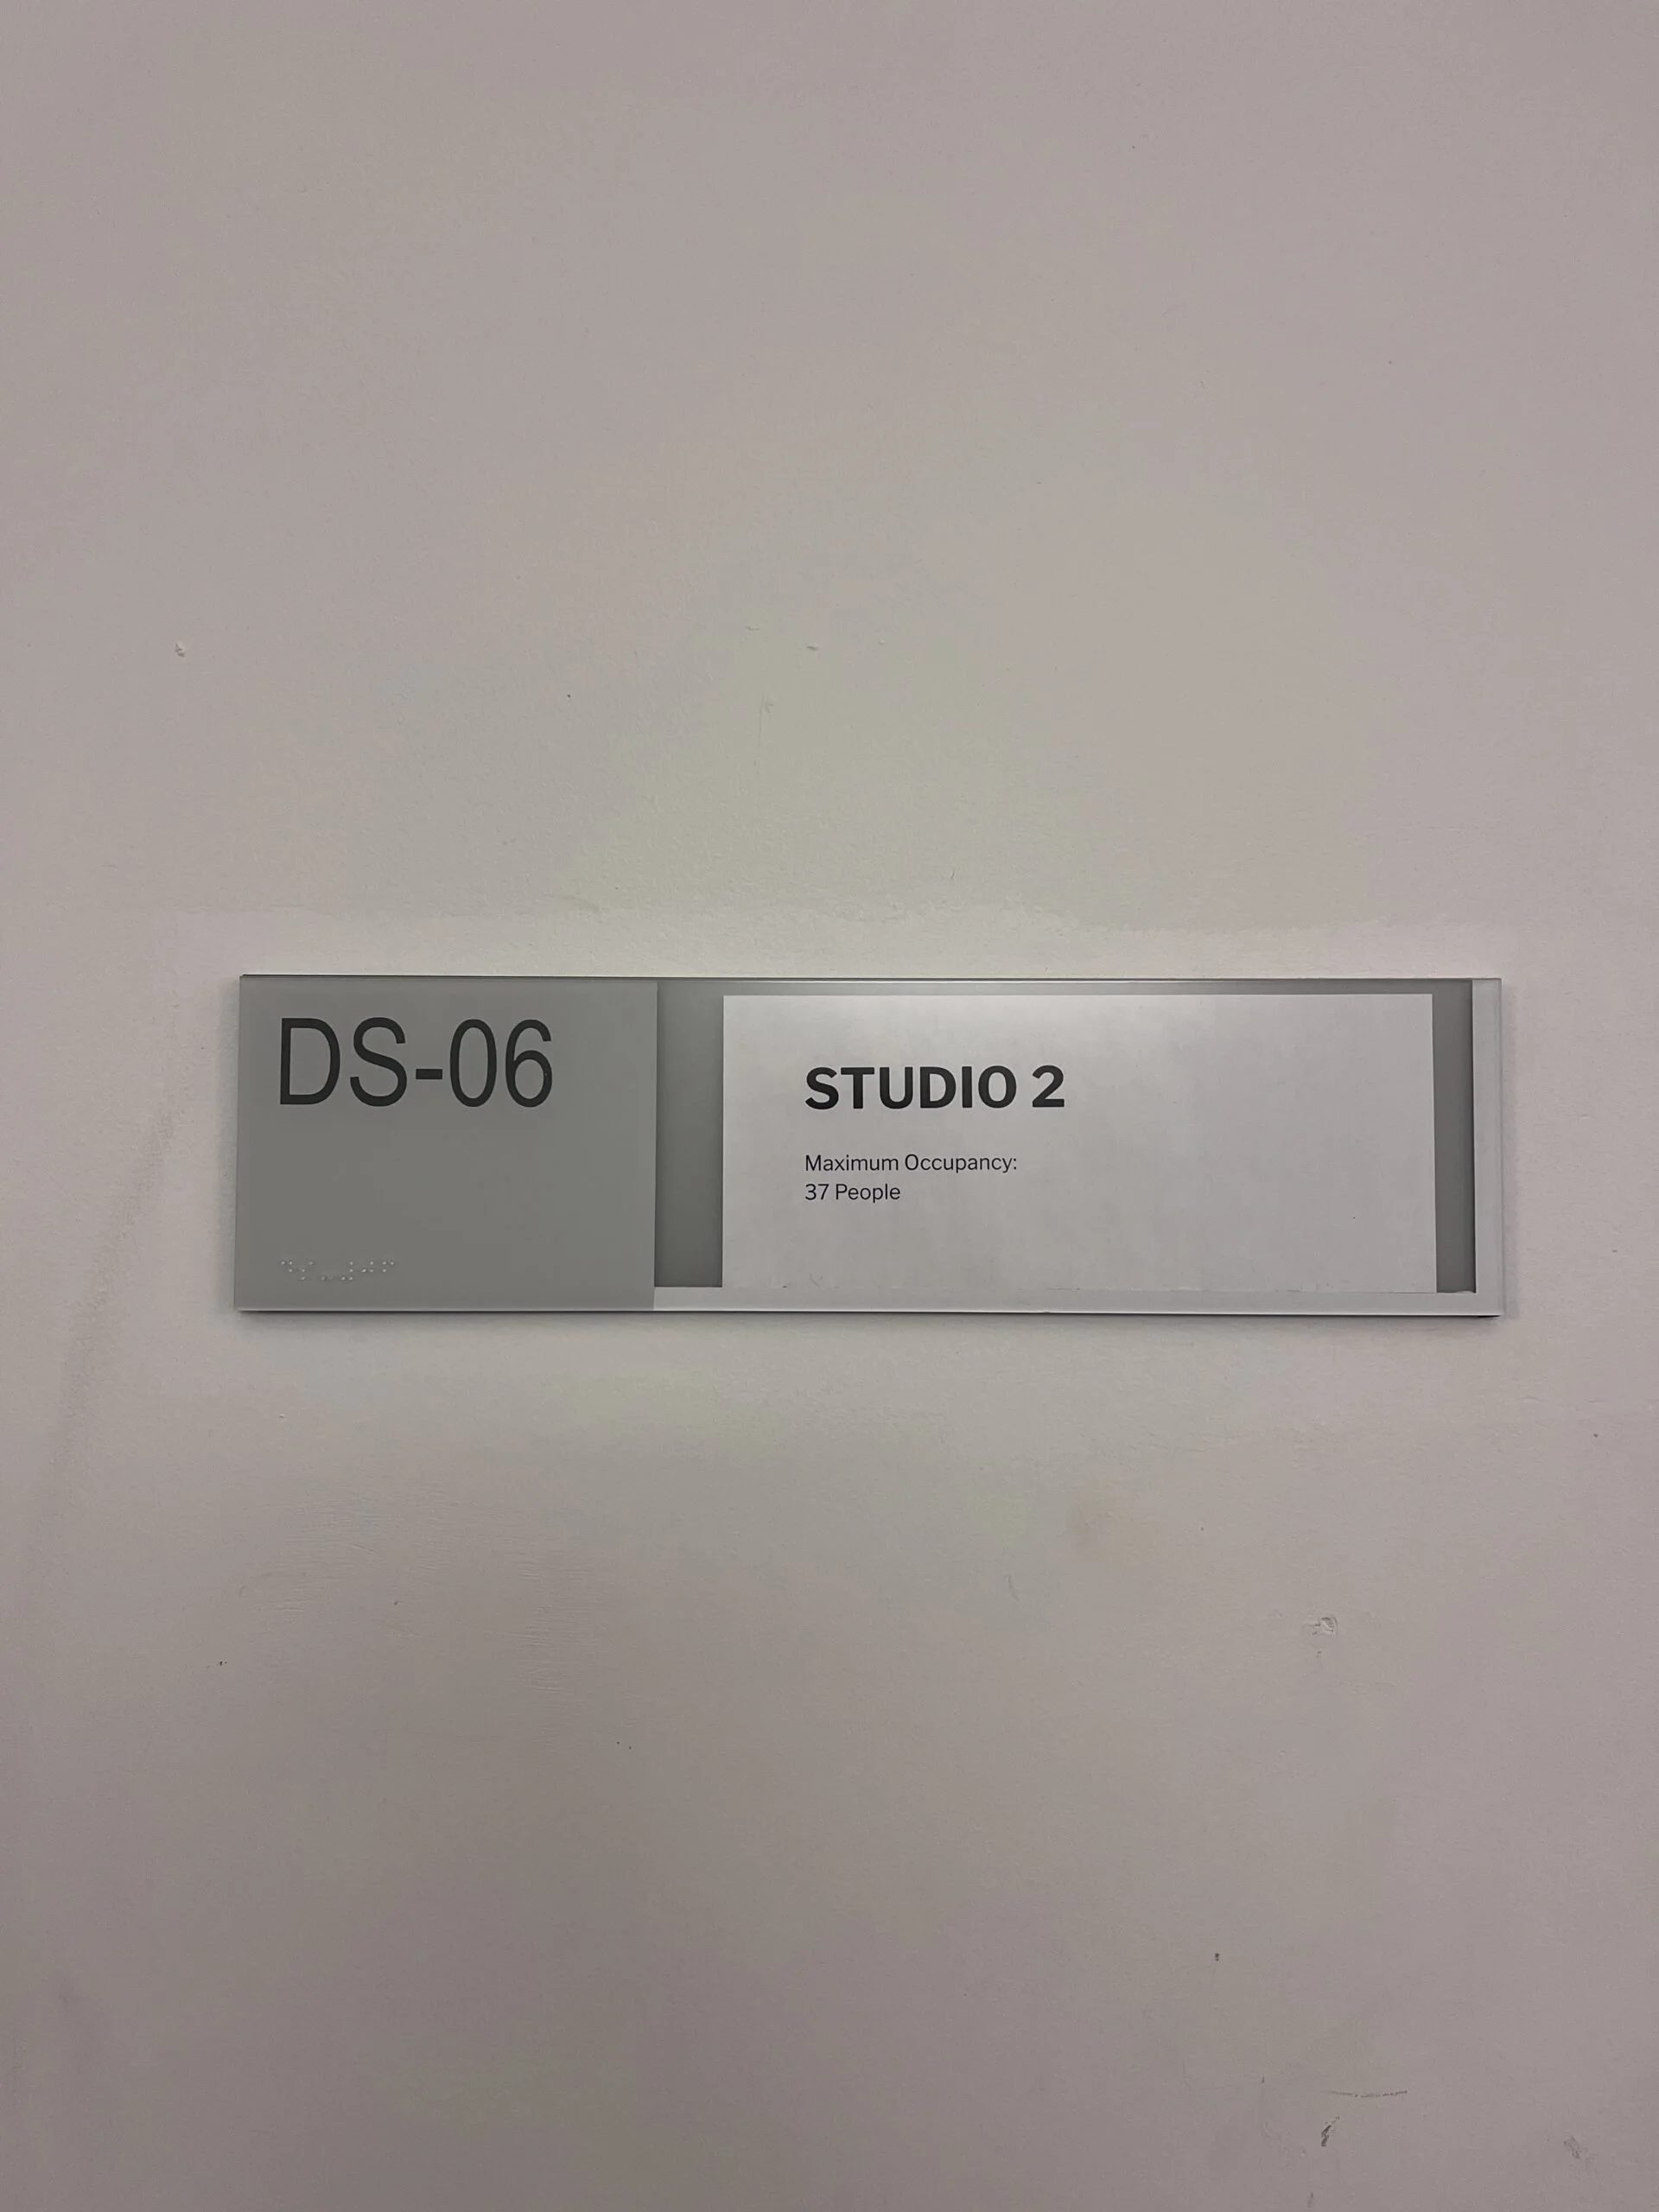 DS-06
STUDIO 2
Maximum Occupancy:
37 People